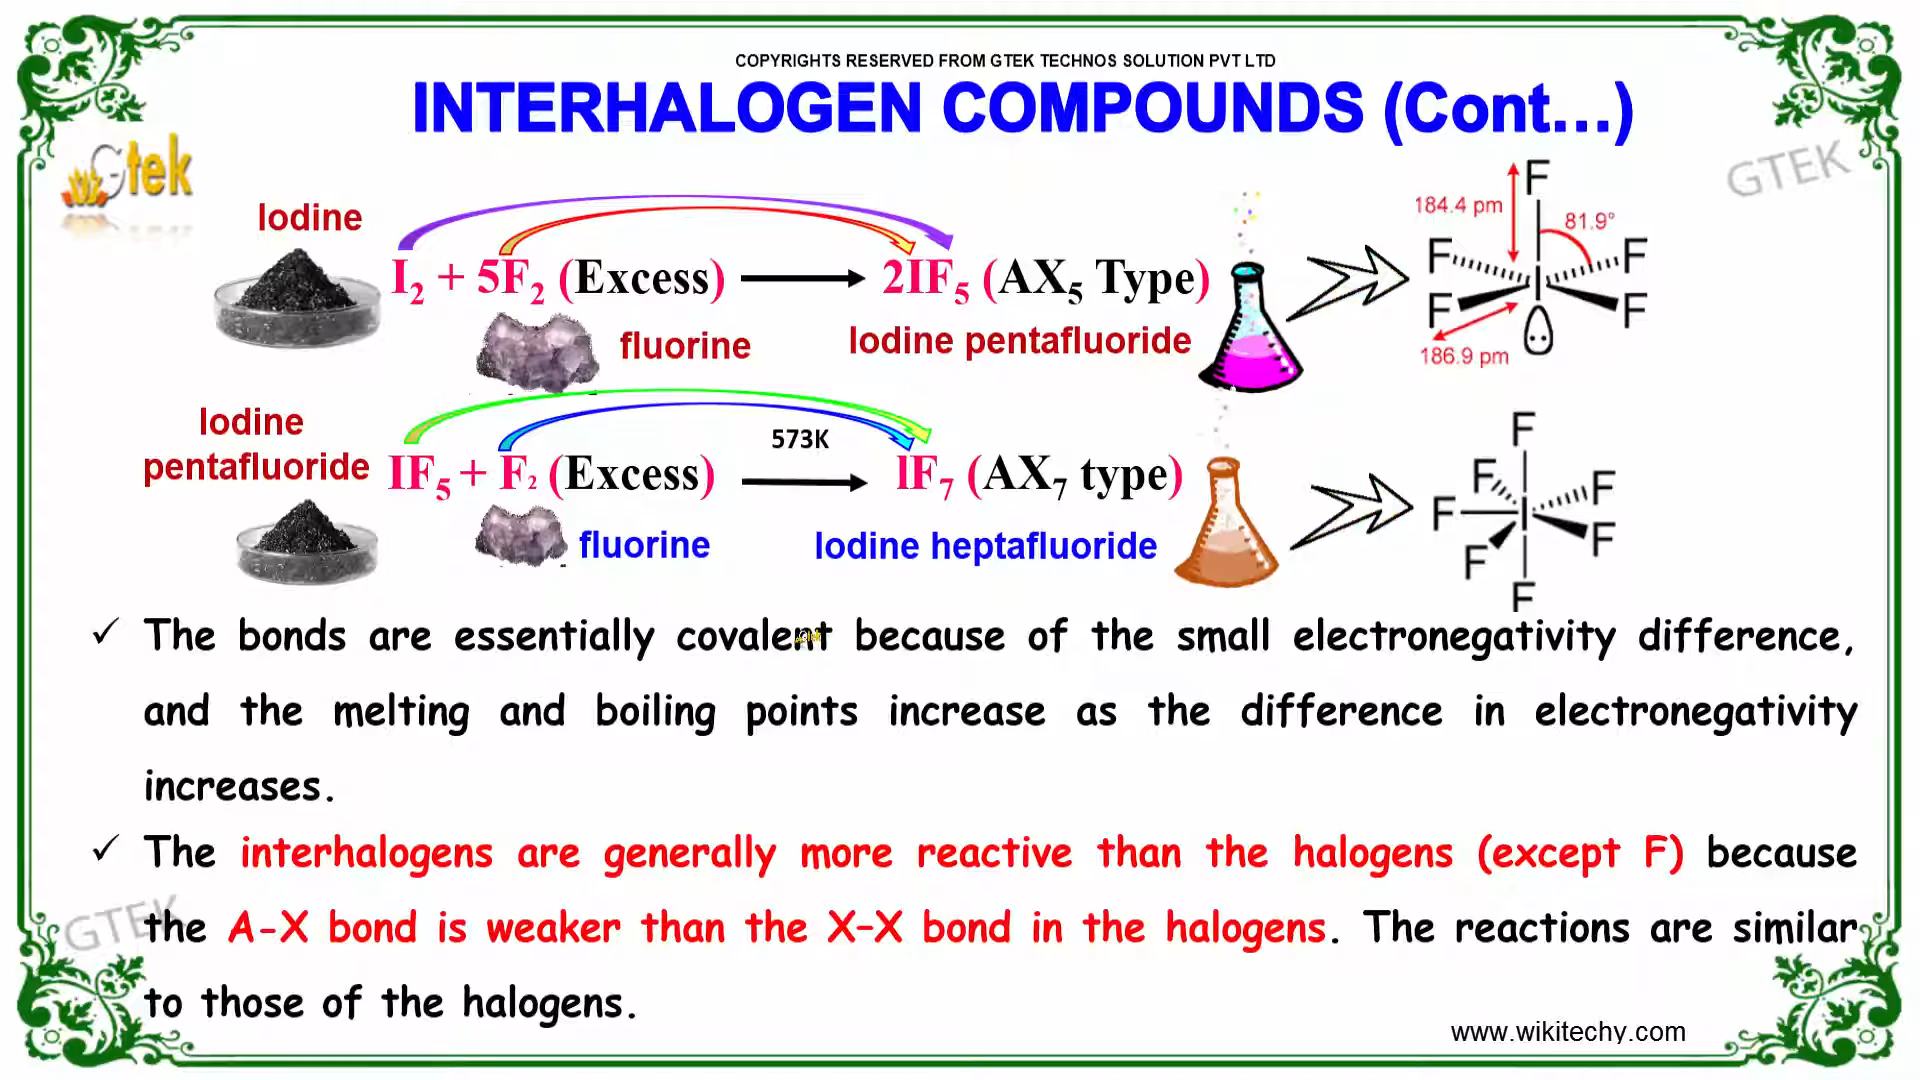 COPYRIGHTS RESERVED FROM GTEK TECHNOS SOLUTION PVT LTD
INTERHALOGEN COMPOUNDS (Cont...)
Gtek
GTEK
Iodine
I₂ + 5F₂ (Excess) ⟶ 2IF₅ (AX₅ Type)
fluorine
Iodine pentafluoride
F
184.4 pm
81.9°
F F
I
F F
186.9 pm
Iodine
pentafluoride
573K
IF₅ + F₂ (Excess) ⟶ lF₇ (AX₇ type)
fluorine
Iodine heptafluoride
F
F F
F I
F F
F
✓ The bonds are essentially covalent because of the small electronegativity difference,
and the melting and boiling points increase as the difference in electronegativity
increases.
✓ The interhalogens are generally more reactive than the halogens (except F) because
the A-X bond is weaker than the X–X bond in the halogens. The reactions are similar
to those of the halogens.
GTEK
www.wikitechy.com